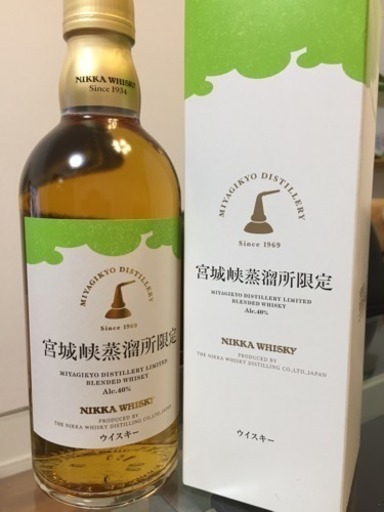 NIKKA WHISKY
Since 1934
MIYAGIKYO DISTILLERY
Since 1969
宮城峡蒸溜所限定
MIYAGIKYO DISTILLERY LIMITED
BLENDED WHISKY
Alc.40%
NIKKA WHISKY
PRODUCED BY
THE NIKKA WHISKY DISTILLING CO.,LTD., JAPAN
ウイスキー
MIYAGIKYO DISTILLERY
Since 1969
宮城峡蒸溜所限定
MIYAGIKYO DISTILLERY LIMITED
BLENDED WHISKY
Alc.40%
NIKKA WHISKY
PRODUCED BY
THE NIKKA WHISKY DISTILLING CO.,LTD.,JAPAN
ウイスキー